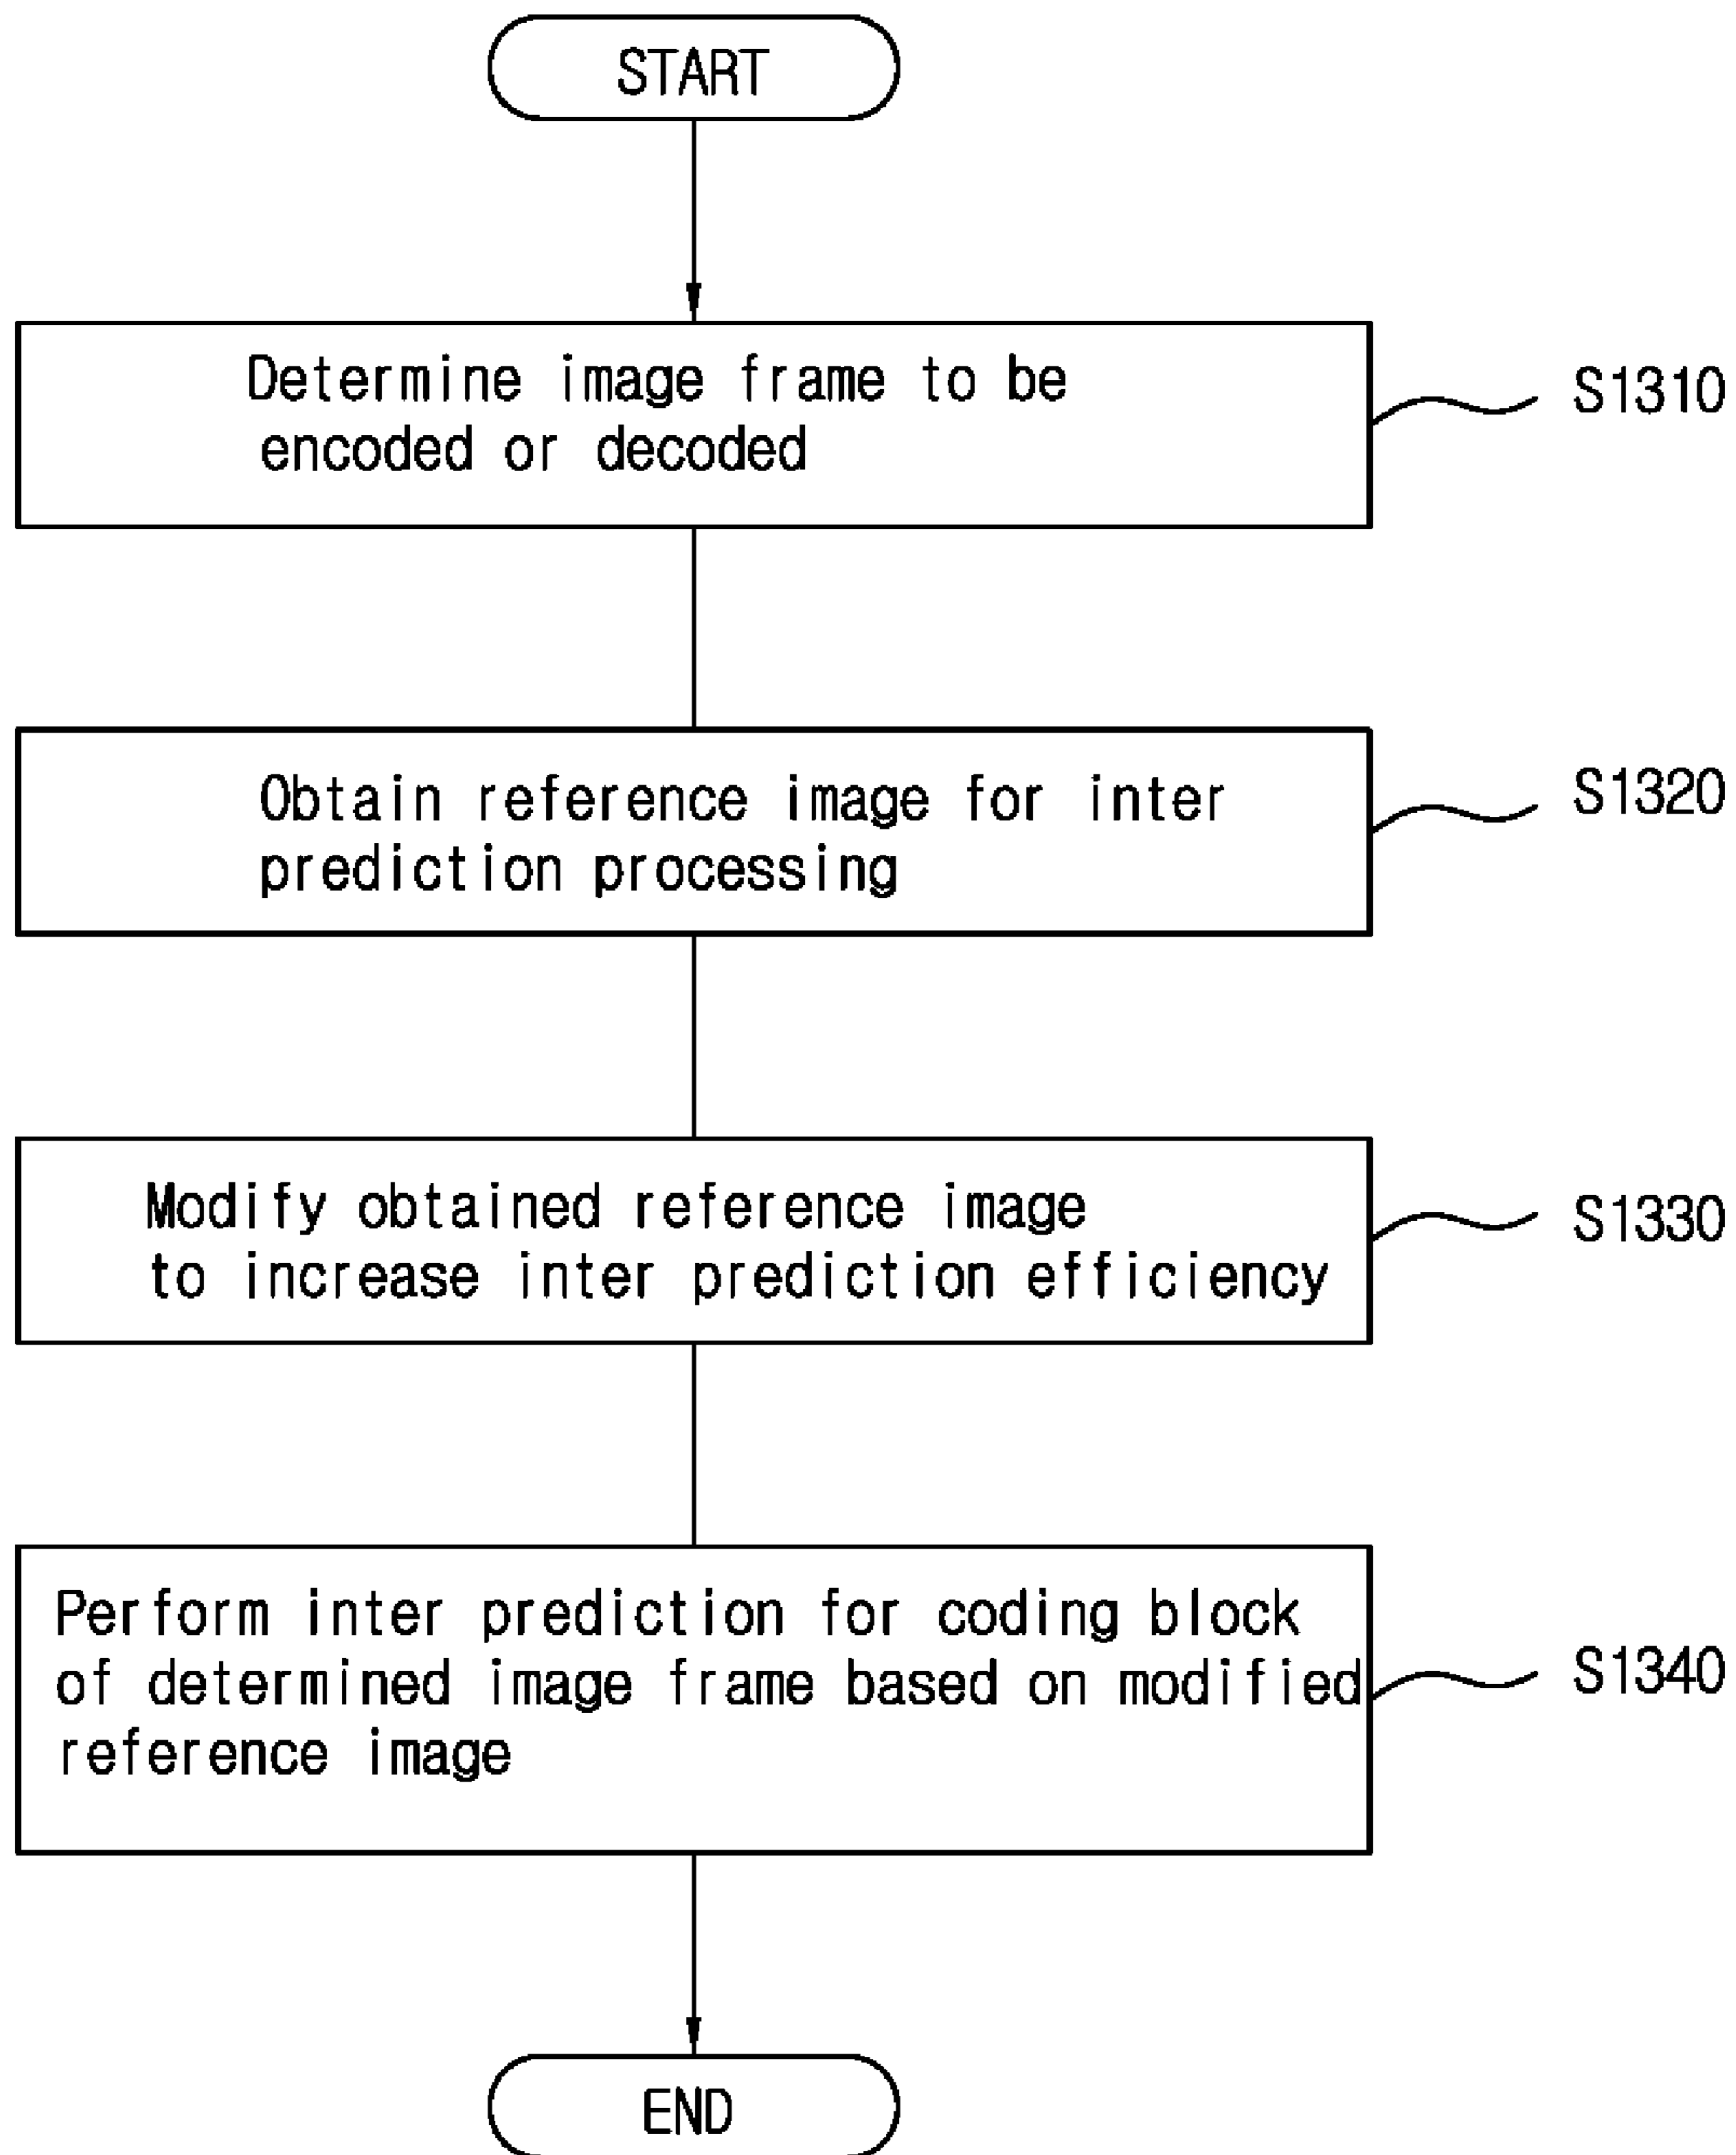 START
Determine image frame to be
encoded or decoded
S1310
Obtain reference image for inter
prediction processing
S1320
Modify obtained reference image
to increase inter prediction efficiency
S1330
Perform inter prediction for coding block
of determined image frame based on modified
reference image
S1340
END